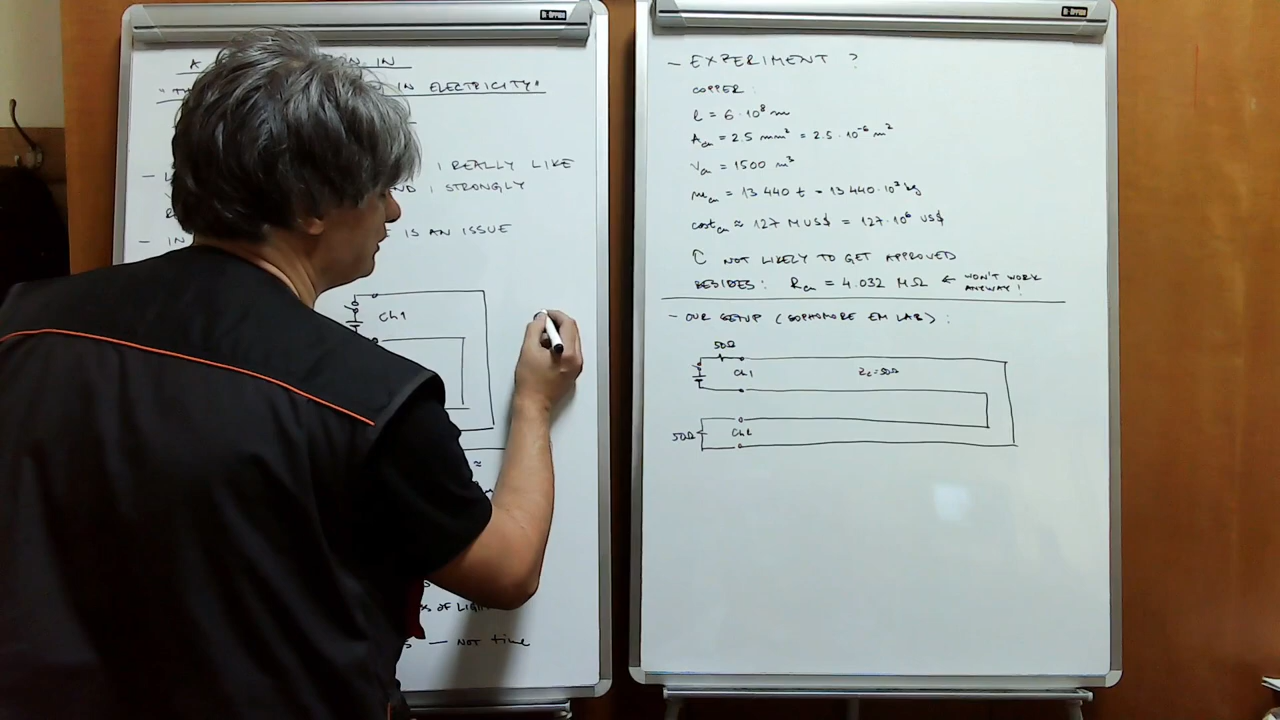 A IN
"T IN ELECTRICITY"
I REALLY LIKE
AND I STRONGLY
IS AN ISSUE
- IN
Ch1
≈
OF LIGH
— NOT time
- EXPERIMENT ?
COPPER:
l = 6·10⁸ m
A_cu = 2.5 mm² = 2.5·10⁻⁶ m²
V_cu = 1500 m³
m_cu = 13 440 t = 13 440·10³ kg
cost_cu ≈ 127 MUS$ = 127·10⁶ US$
NOT LIKELY TO GET APPROVED
BESIDES: R_cu = 4.032 MΩ ← WON'T WORK
ANYWAY!
- OUR SETUP (SOPHOMORE EM LAB):
50Ω
Ch1 Zc=50Ω
50Ω Ch2